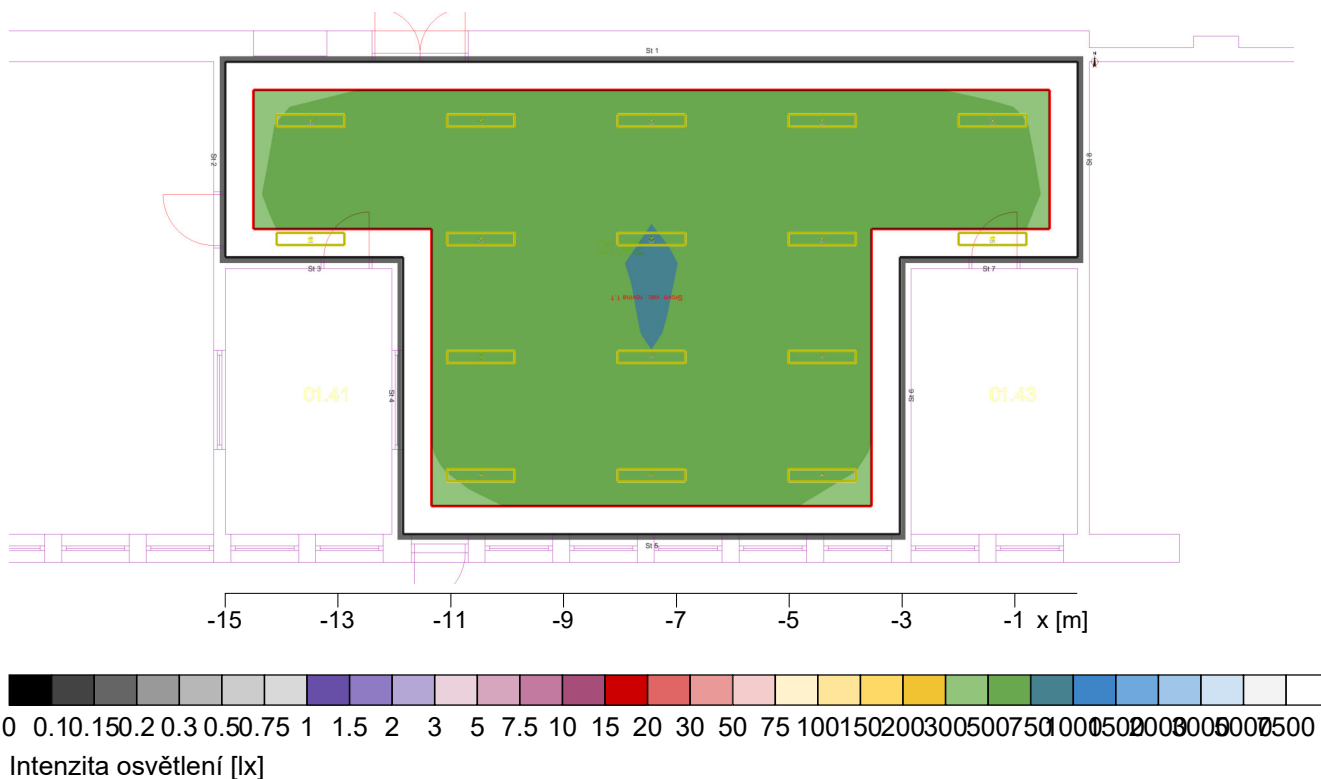 St 1
St 2
St 8
St 3
St 7
01.41
01.43
St 4
St 6
St 5
-15 -13 -11 -9 -7 -5 -3 -1 x [m]
0 0.1 0.15 0.2 0.3 0.5 0.75 1 1.5 2 3 5 7.5 10 15 20 30 50 75 100 150 200 300 500 750 1000 1500 2000 3000 5000 7500
Intenzita osvětlení [lx]